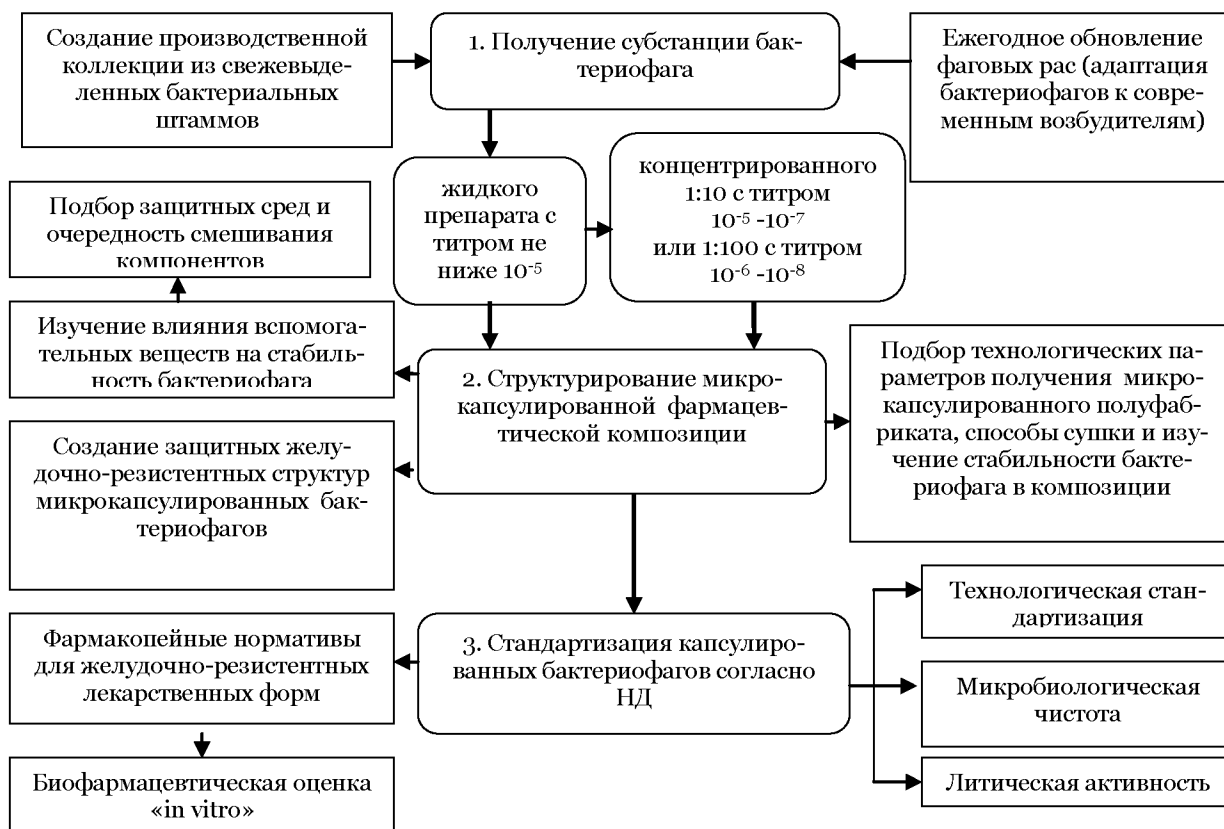 Создание производственной
коллекции из свежевыде-
ленных бактериальных
штаммов
1. Получение субстанции бак-
териофага
Ежегодное обновление
фаговых рас (адаптация
бактериофагов к совре-
менным возбудителям)
жидкого
препарата с
титром не
ниже 10⁻⁵
концентрированного
1:10 с титром
10⁻⁵ -10⁻⁷
или 1:100 с титром
10⁻⁶ -10⁻⁸
Подбор защитных сред и
очередность смешивания
компонентов
Изучение влияния вспомога-
тельных веществ на стабиль-
ность бактериофага
2. Структурирование микро-
капсулированной фармацев-
тической композиции
Подбор технологических па-
раметров получения микро-
капсулированного полуфаб-
риката, способы сушки и изу-
чение стабильности бакте-
риофага в композиции
Создание защитных желу-
дочно-резистентных структур
микрокапсулированных бак-
териофагов
Фармакопейные нормативы
для желудочно-резистентных
лекарственных форм
3. Стандартизация капсулиро-
ванных бактериофагов согласно
НД
Технологическая стан-
дартизация
Микробиологическая
чистота
Литическая активность
Биофармацевтическая оценка
«in vitro»